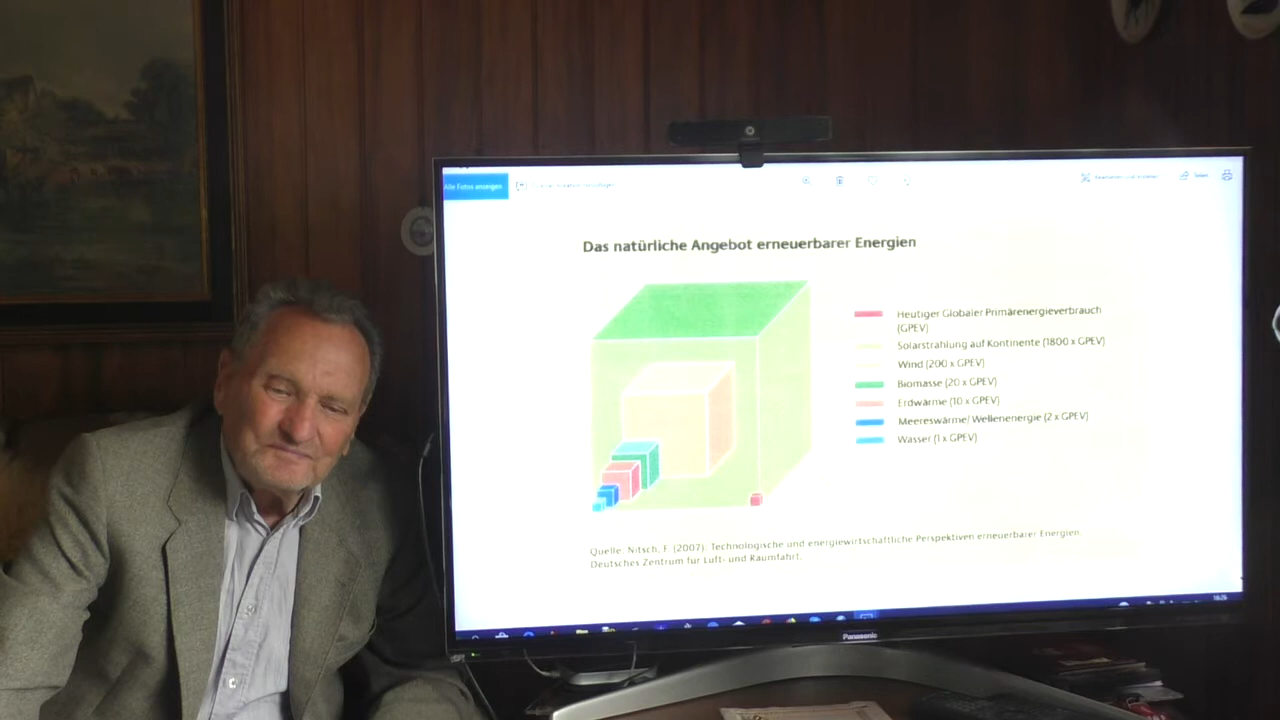 Alle Fotos anzeigen
Teilen
Das natürliche Angebot erneuerbarer Energien
Heutiger Globaler Primärenergieverbrauch
(GPEV)
Solarstrahlung auf Kontinente (1800 x GPEV)
Wind (200 x GPEV)
Biomasse (20 x GPEV)
Erdwärme (10 x GPEV)
Meereswärme/Wellenenergie (2 x GPEV)
Wasser (1 x GPEV)
Quelle: Nitsch, F. (2007): Technologische und energiewirtschaftliche Perspektiven erneuerbarer Energien.
Deutsches Zentrum für Luft- und Raumfahrt.
Panasonic